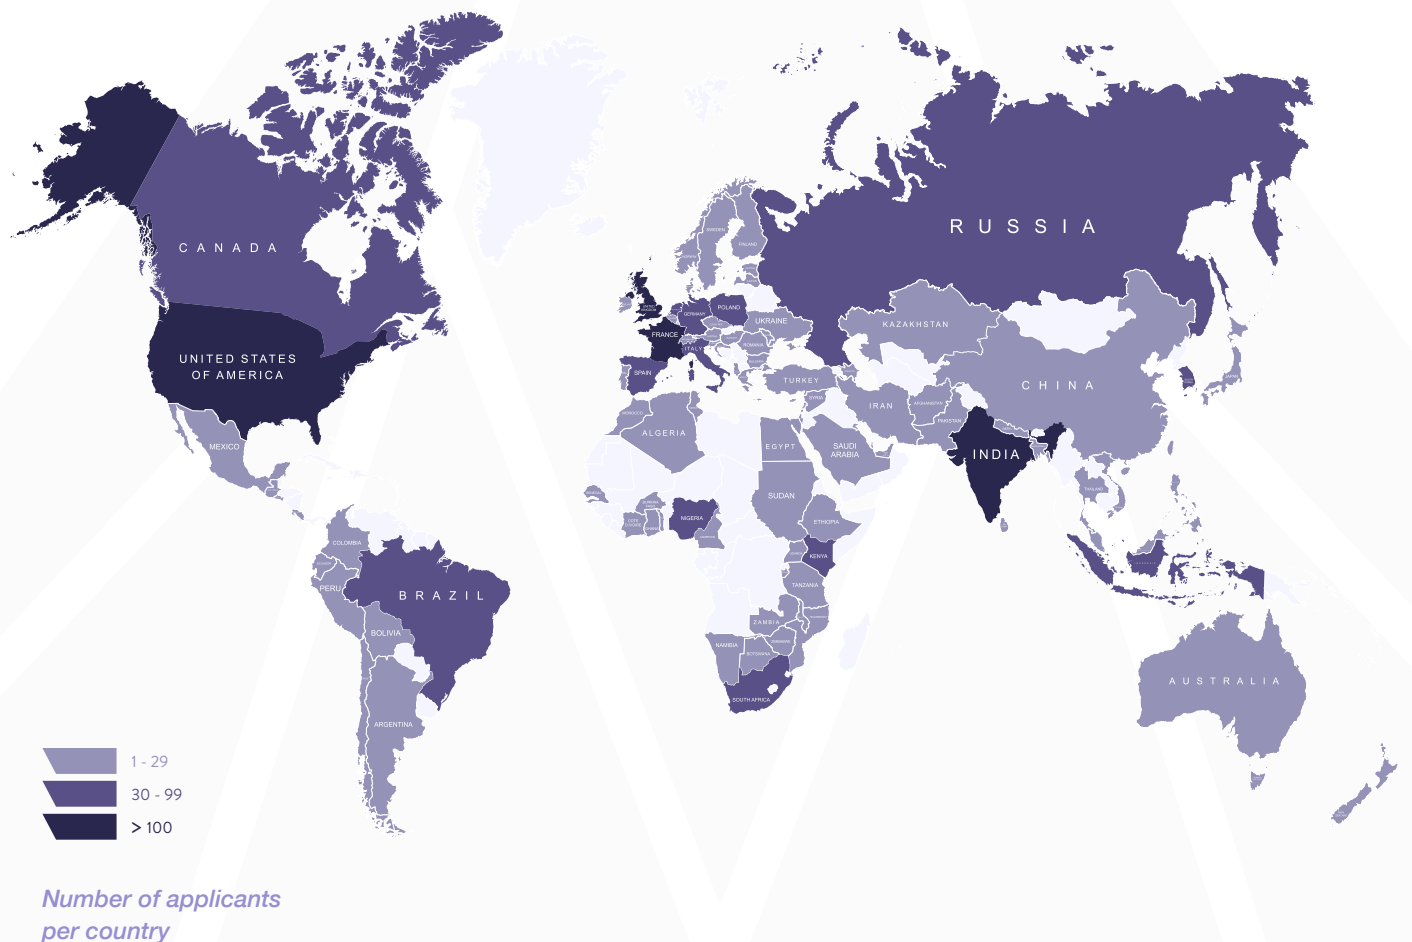 RUSSIA
CANADA
SWEDEN
FINLAND
POLAND
GERMANY
UKRAINE
KAZAKHSTAN
FRANCE
ROMANIA
ITALY
UNITED STATES
OF AMERICA
SPAIN
TURKEY
CHINA
JAPAN
SYRIA
IRAN
AFGHANISTAN
MOROCCO
PAKISTAN
ALGERIA
MEXICO
EGYPT
SAUDI
ARABIA
INDIA
THAILAND
SUDAN
NIGERIA
ETHIOPIA
COLOMBIA
KENYA
PERU
BRAZIL
TANZANIA
ZAMBIA
BOLIVIA
NAMIBIA
BOTSWANA
AUSTRALIA
SOUTH AFRICA
ARGENTINA
1 - 29
30 - 99
> 100
Number of applicants
per country